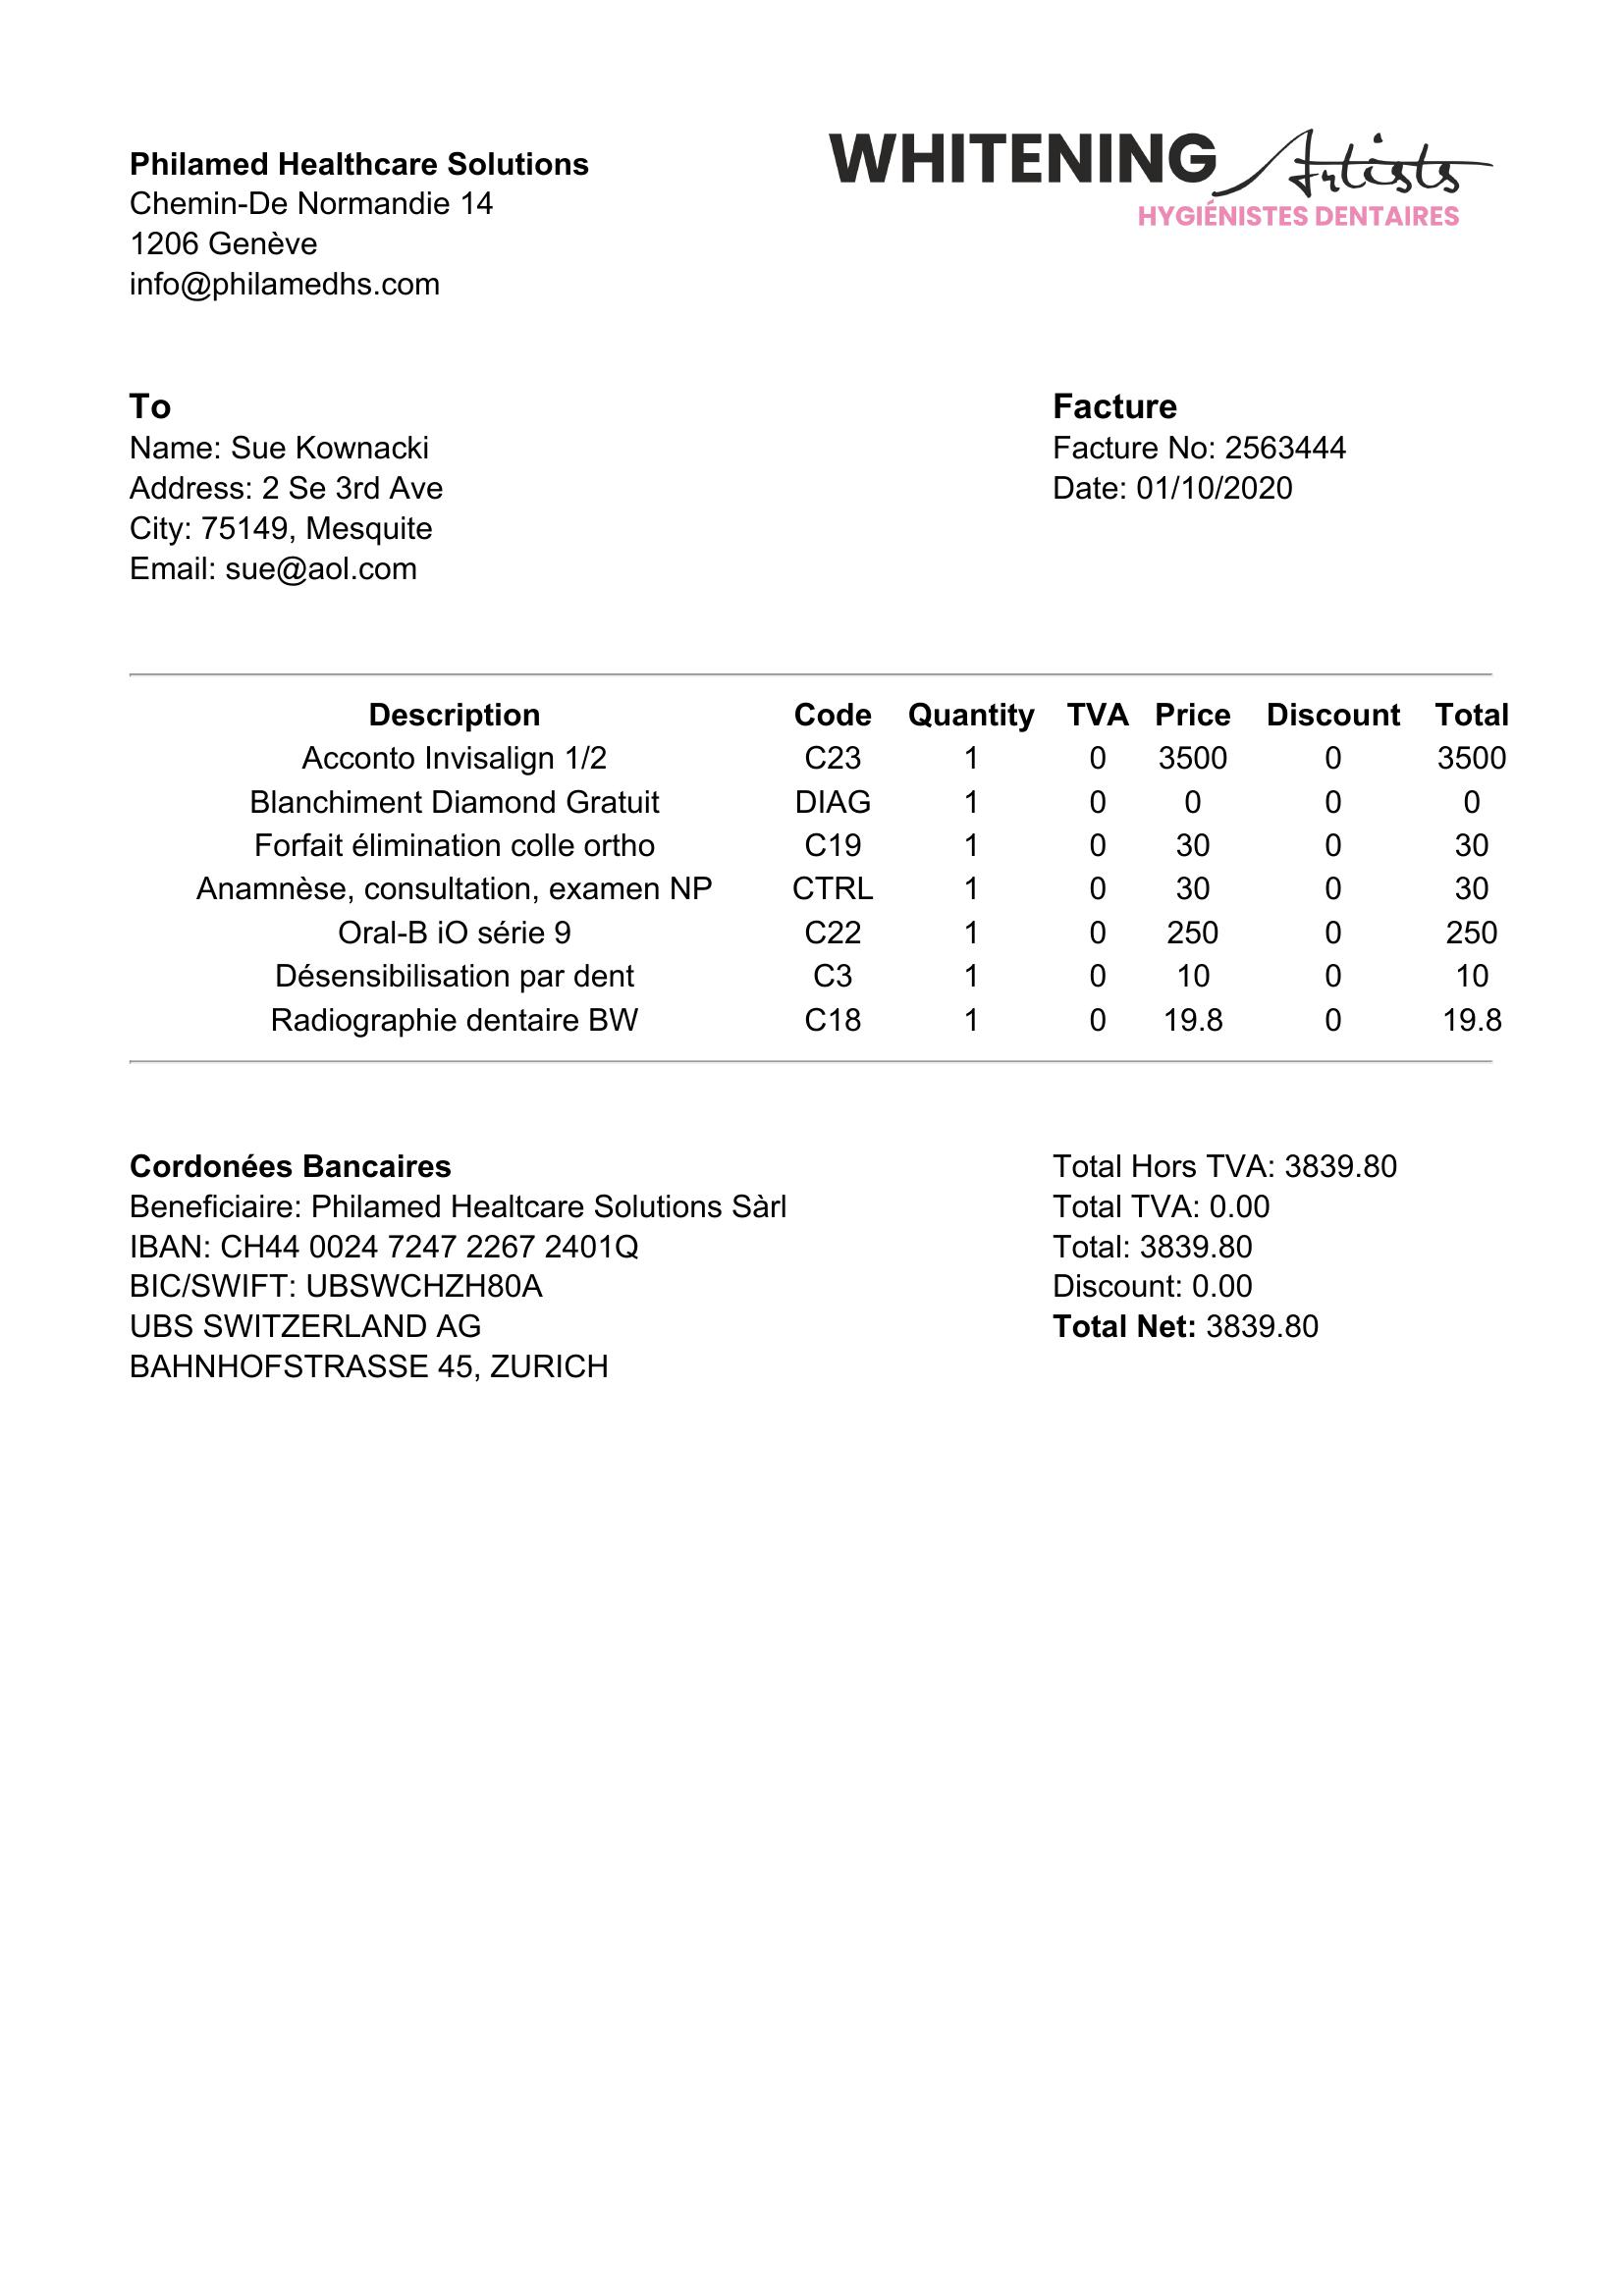 Philamed Healthcare Solutions
Chemin-De Normandie 14
1206 Genève
info@philamedhs.com
WHITENING Artists
HYGIÉNISTES DENTAIRES
To
Name: Sue Kownacki
Address: 2 Se 3rd Ave
City: 75149, Mesquite
Email: sue@aol.com
Facture
Facture No: 2563444
Date: 01/10/2020
Description Code Quantity TVA Price Discount Total
Acconto Invisalign 1/2 C23 1 0 3500 0 3500
Blanchiment Diamond Gratuit DIAG 1 0 0 0 0
Forfait élimination colle ortho C19 1 0 30 0 30
Anamnèse, consultation, examen NP CTRL 1 0 30 0 30
Oral-B iO série 9 C22 1 0 250 0 250
Désensibilisation par dent C3 1 0 10 0 10
Radiographie dentaire BW C18 1 0 19.8 0 19.8
Cordonées Bancaires
Beneficiaire: Philamed Healtcare Solutions Sàrl
IBAN: CH44 0024 7247 2267 2401Q
BIC/SWIFT: UBSWCHZH80A
UBS SWITZERLAND AG
BAHNHOFSTRASSE 45, ZURICH
Total Hors TVA: 3839.80
Total TVA: 0.00
Total: 3839.80
Discount: 0.00
Total Net: 3839.80